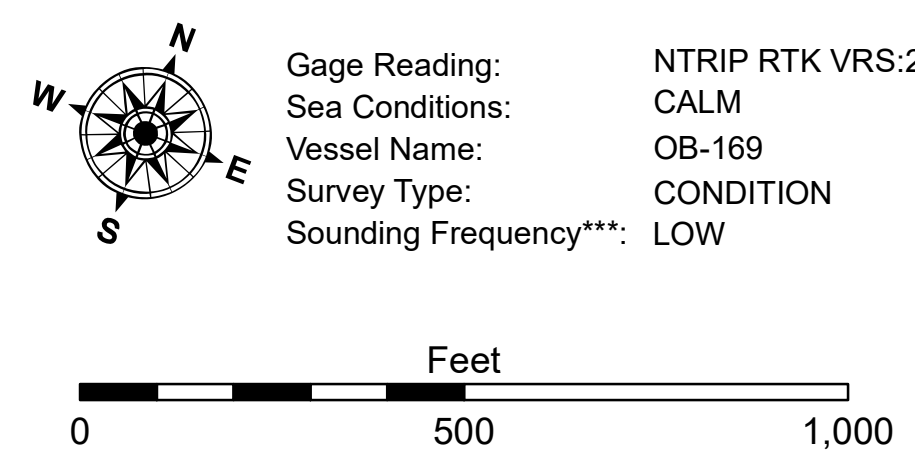 N
W
E
S
Gage Reading: NTRIP RTK VRS:2
Sea Conditions: CALM
Vessel Name: OB-169
Survey Type: CONDITION
Sounding Frequency***: LOW
Feet
0 500 1,000